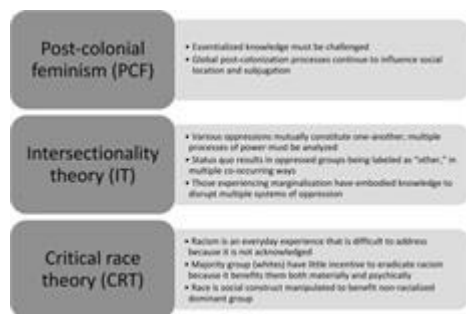 Post-colonial
feminism (PCF)
• Essentialized knowledge must be challenged
• Global post-colonization processes continue to influence social
location and subjugation
Intersectionality
theory (IT)
• Various oppressions mutually constitute one-another; multiple
processes of power must be analyzed
• Status quo results in oppressed groups being labeled as "other," in
multiple co-occurring ways
• Those experiencing marginalisation have embodied knowledge to
disrupt multiple systems of oppression
Critical race
theory (CRT)
• Racism is an everyday experience that is difficult to address
because it is not acknowledged
• Majority group (whites) have little incentive to eradicate racism
because it benefits them both materially and psychically
• Race is social construct manipulated to benefit non-racialized
dominant group